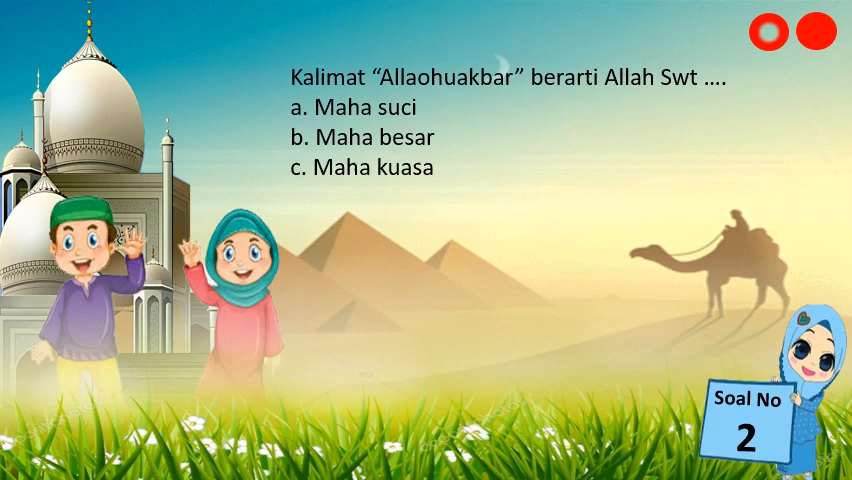 Kalimat “Allaohuakbar” berarti Allah Swt ….
a. Maha suci
b. Maha besar
c. Maha kuasa
Soal No
2